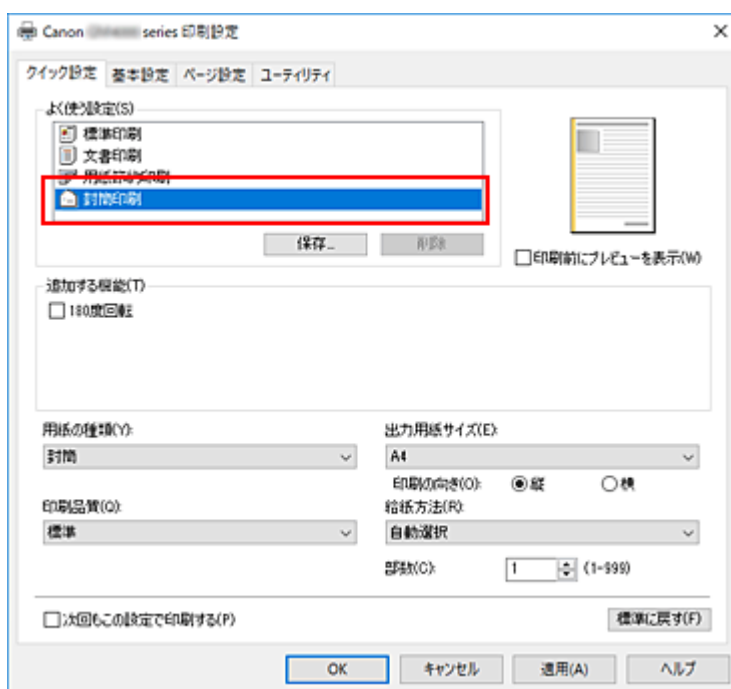 Canon series 印刷設定
クイック設定 基本設定 ページ設定 ユーティリティ
よく使う設定(S)
標準印刷
文書印刷
用紙節約印刷
封筒印刷
保存... 削除
印刷前にプレビューを表示(W)
追加する機能(T)
180度回転
用紙の種類(Y): 出力用紙サイズ(E):
封筒 A4
印刷の向き(O): 縦 横
印刷品質(Q): 給紙方法(R):
標準 自動選択
部数(C): 1 (1-999)
次回もこの設定で印刷する(P) 標準に戻す(F)
OK キャンセル 適用(A) ヘルプ